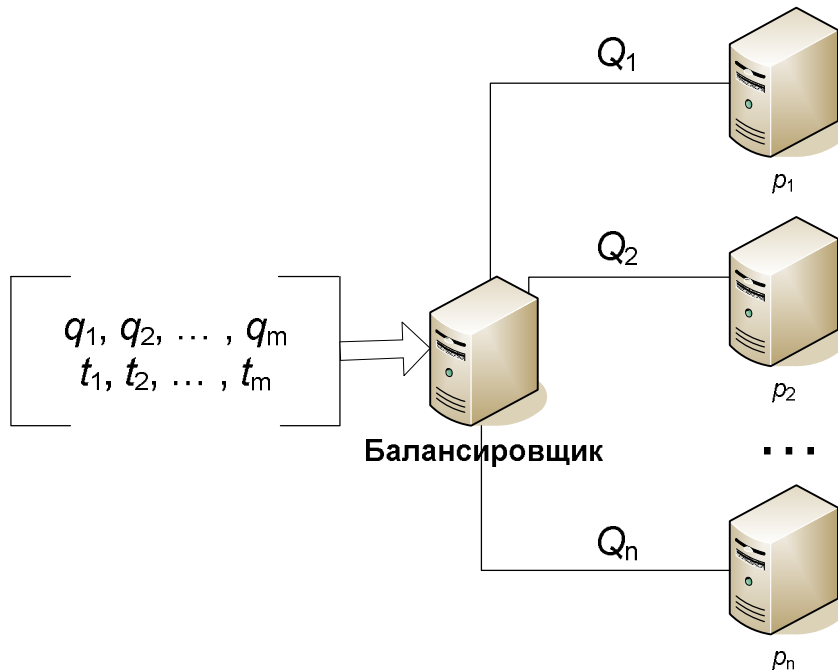 Q1
p1
Q2
q1, q2, … , qm
t1, t2, … , tm
p2
Балансировщик
...
Qn
pn